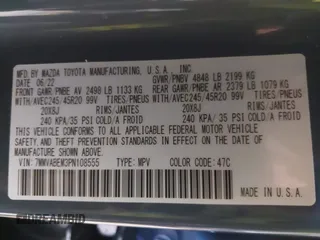 MFD BY MAZDA TOYOTA MANUFACTURING, U.S.A., INC.
06/22 GVWR/PNBV 4848 LB 2199 KG
FRONT GAWR/PNBE AV 2498 LB 1133 KG REAR GAWR/PNBE AR 2379 LB 1079 KG
WITH/AVEC245/45R20 99V TIRES/PNEUS WITH/AVEC245/45R20 99V TIRES/PNEUS
20X8J RIMS/JANTES 20X8J RIMS/JANTES
240 KPA/35 PSI COLD/FROID 240 KPA/35 PSI COLD/FROID
THIS VEHICLE CONFORMS TO ALL APPLICABLE FEDERAL MOTOR VEHICLE
SAFETY, BUMPER, AND THEFT PREVENTION STANDARDS IN EFFECT ON THE DATE
OF MANUFACTURE SHOWN ABOVE.
VIN: 7MMVABEM3PN108555 TYPE: MPV COLOR CODE: 47C
MADE IN U.S.A.